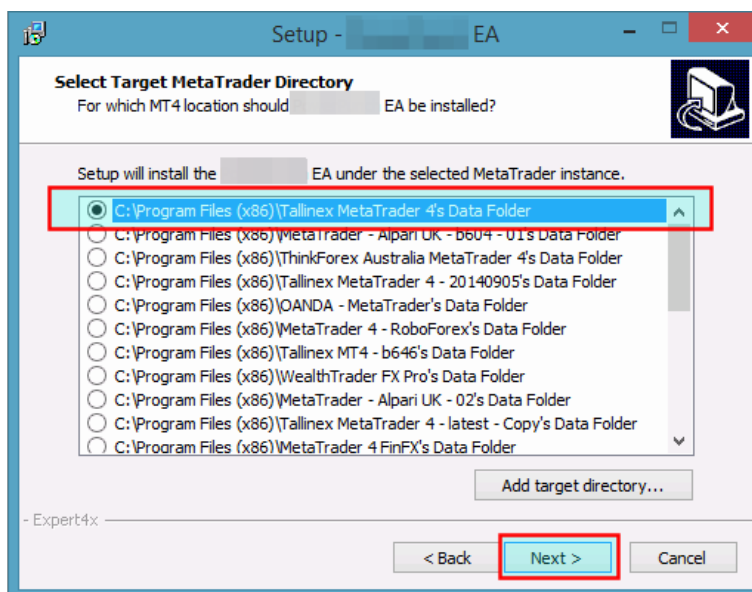 Setup - EA
Select Target MetaTrader Directory
For which MT4 location should EA be installed?
Setup will install the EA under the selected MetaTrader instance.
C:\Program Files (x86)\Tallinex MetaTrader 4's Data Folder
C:\Program Files (x86)\MetaTrader - Alpari UK - b604 - 01's Data Folder
C:\Program Files (x86)\ThinkForex Australia MetaTrader 4's Data Folder
C:\Program Files (x86)\Tallinex MetaTrader 4 - 20140905's Data Folder
C:\Program Files (x86)\OANDA - MetaTrader's Data Folder
C:\Program Files (x86)\MetaTrader 4 - RoboForex's Data Folder
C:\Program Files (x86)\Tallinex MT4 - b646's Data Folder
C:\Program Files (x86)\WealthTrader FX Pro's Data Folder
C:\Program Files (x86)\MetaTrader - Alpari UK - 02's Data Folder
C:\Program Files (x86)\Tallinex MetaTrader 4 - latest - Copy's Data Folder
C:\Program Files (x86)\MetaTrader 4 FinFX's Data Folder
Add target directory...
- Expert4x
< Back Next > Cancel